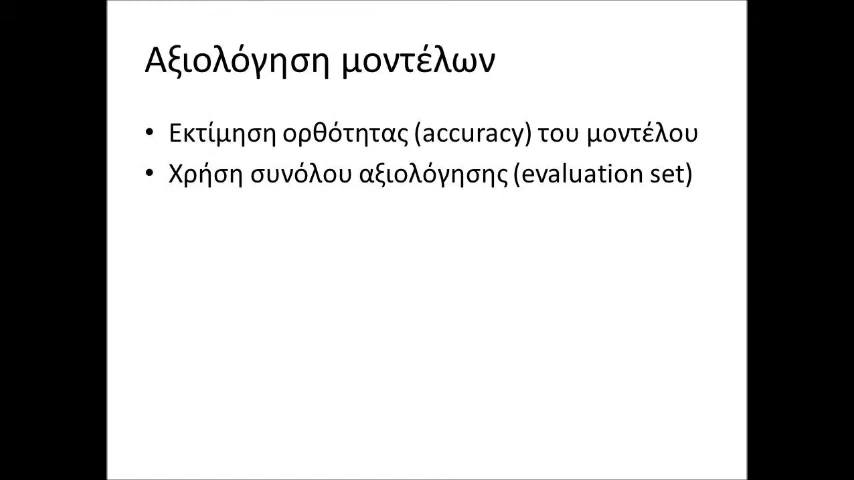 Αξιολόγηση μοντέλων
• Εκτίμηση ορθότητας (accuracy) του μοντέλου
• Χρήση συνόλου αξιολόγησης (evaluation set)